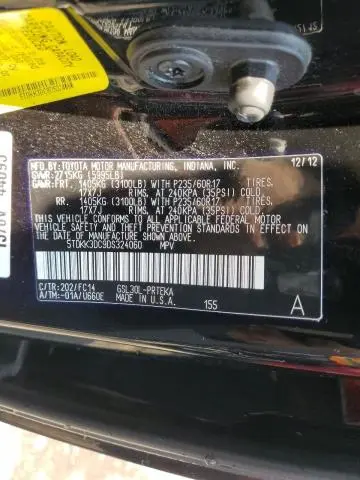 MFD.BY:TOYOTA MOTOR MANUFACTURING, INDIANA, INC. 12/12
GVWR:2715KG (5995LB)
GAWR:FRT. 1405KG (3100LB) WITH P235/60R17 TIRES,
17X7J RIMS, AT 240KPA (35PSI) COLD
RR. 1405KG (3100LB) WITH P235/60R17 TIRES,
17X7J RIMS, AT 240KPA (35PSI) COLD
THIS VEHICLE CONFORMS TO ALL APPLICABLE FEDERAL MOTOR
VEHICLE SAFETY, BUMPER, AND THEFT
PREVENTION STANDARDS IN EFFECT ON THE DATE OF
MANUFACTURE SHOWN ABOVE.
5TDKK3DC9DS324060 MPV
C/TR:202/FC14 GSL30L-PRTEKA
A/TM:-01A/U660E 155 A